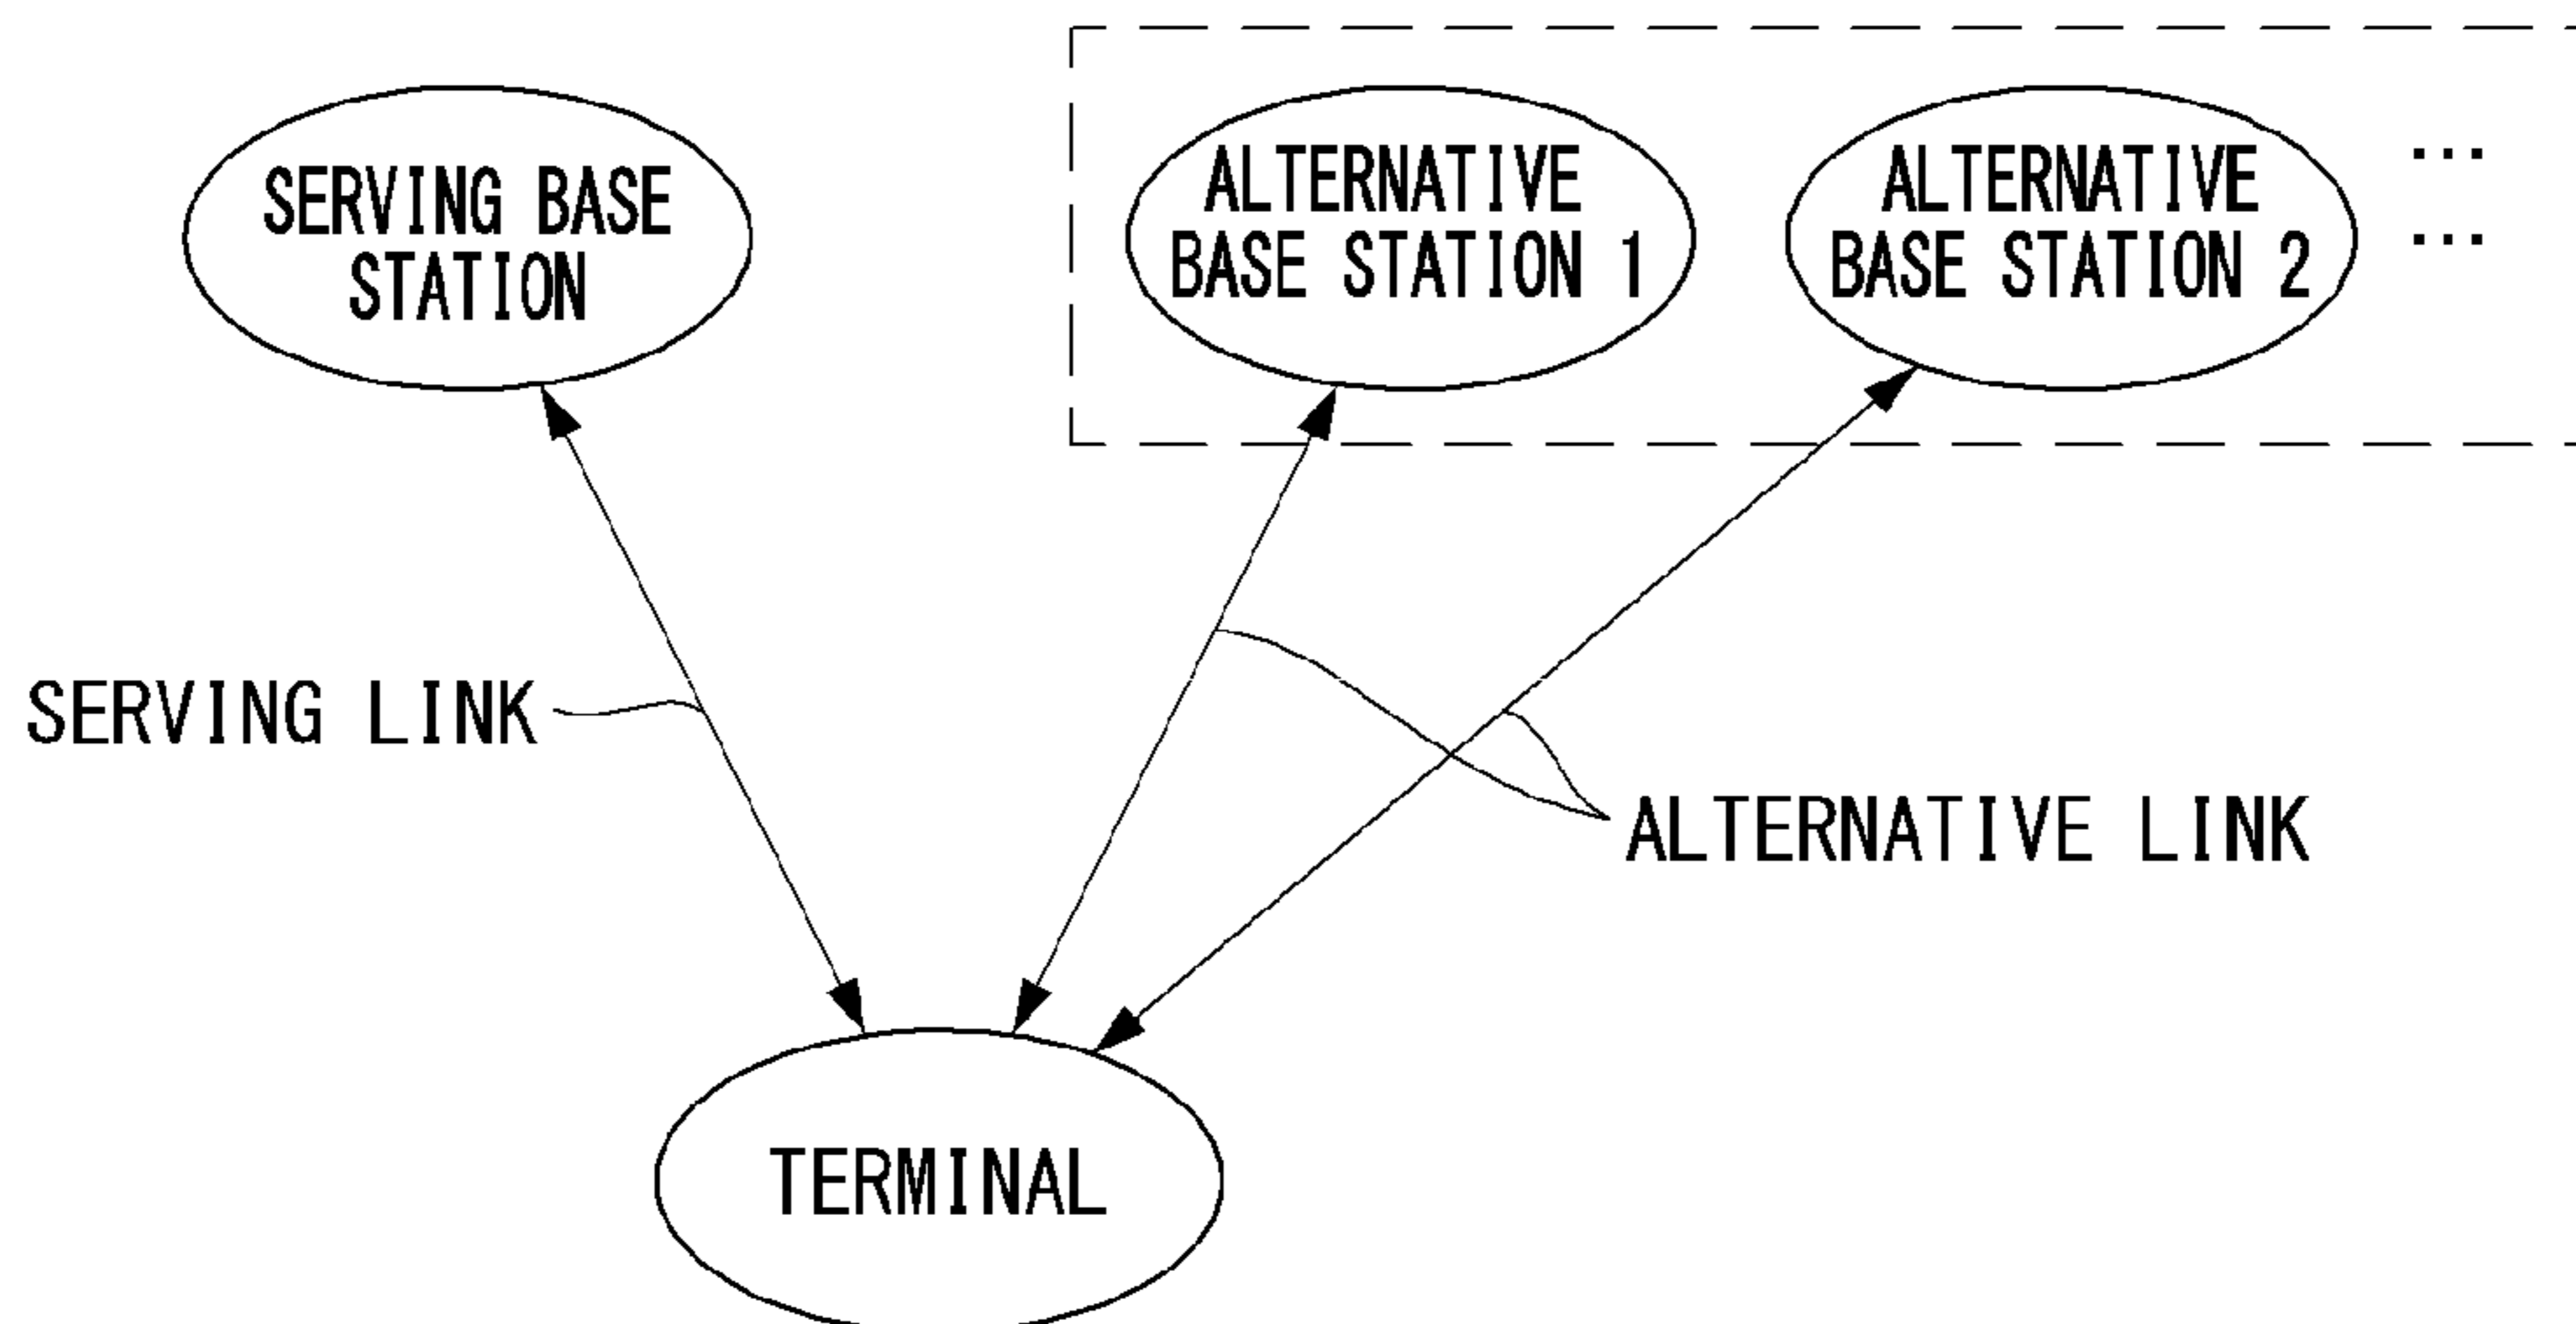 SERVING BASE
STATION
ALTERNATIVE
BASE STATION 1
ALTERNATIVE
BASE STATION 2
...
...
SERVING LINK
ALTERNATIVE LINK
TERMINAL